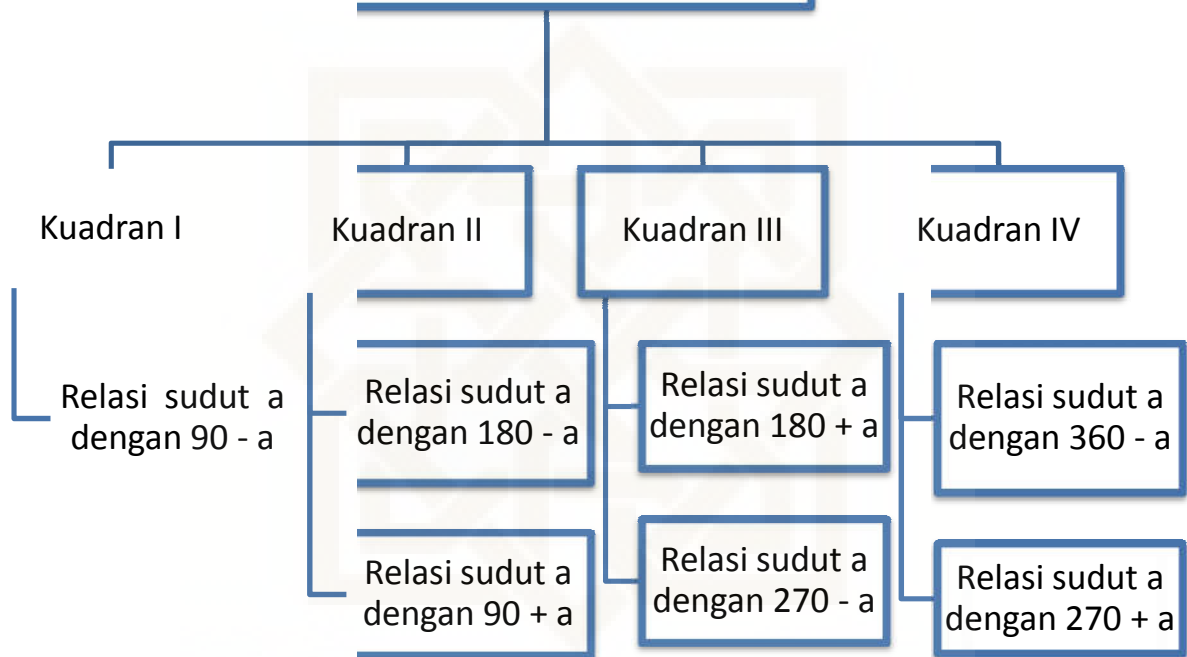 Kuadran I
Kuadran II
Kuadran III
Kuadran IV
Relasi sudut a
dengan 90 - a
Relasi sudut a
dengan 180 - a
Relasi sudut a
dengan 90 + a
Relasi sudut a
dengan 180 + a
Relasi sudut a
dengan 270 - a
Relasi sudut a
dengan 360 - a
Relasi sudut a
dengan 270 + a